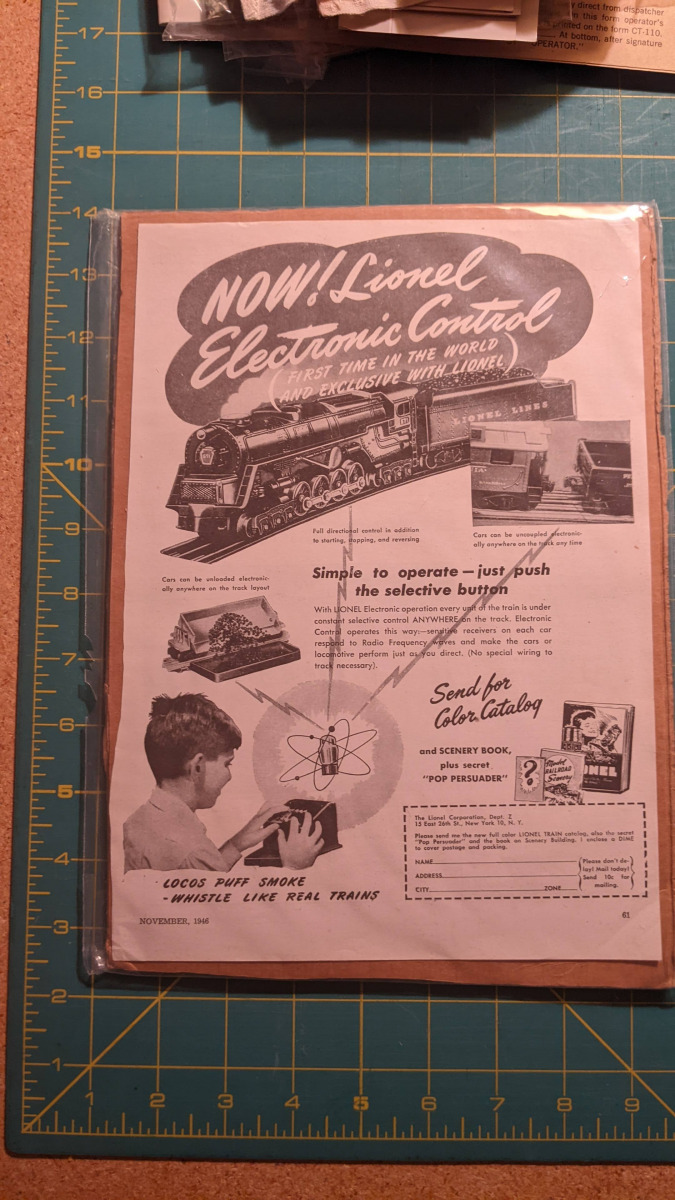 direct from dispatcher
this form operator's
on the form CT-110.
At bottom, after signature
OPERATOR."
17
16
15
14
13
12
11
10
9
8
7
6
5
4
3
2
1
NOW! Lionel
Electronic Control
(FIRST TIME IN THE WORLD
AND EXCLUSIVE WITH LIONEL)
LIONEL LINES
Full directional control in addition
to starting, stopping, and reversing
Cars can be uncoupled electronic-
ally anywhere on the track any time
Cars can be unloaded electronic-
ally anywhere on the track layout
Simple to operate — just push
the selective button
With LIONEL Electronic operation every unit of the train is under
constant selective control ANYWHERE on the track. Electronic
Control operates this way:—sensitive receivers on each car
respond to Radio Frequency waves and make the cars or
locomotive perform just as you direct. (No special wiring to
track necessary).
Send for
Color Catalog
and SCENERY BOOK,
plus secret
"POP PERSUADER"
?
Model
RAILROAD
Scenery
The Lionel Corporation, Dept. Z
15 East 26th St., New York 10, N. Y.
Please send me the new full color LIONEL TRAIN catalog, also the secret
"Pop Persuader" and the book on Scenery Building. I enclose a DIME
to cover postage and packing.
NAME
ADDRESS
CITY ZONE
Please don't de-
lay! Mail today!
Send 10c for
mailing.
LOCOS PUFF SMOKE
-WHISTLE LIKE REAL TRAINS
NOVEMBER, 1946
61
1 2 3 4 5 6 7 8 9